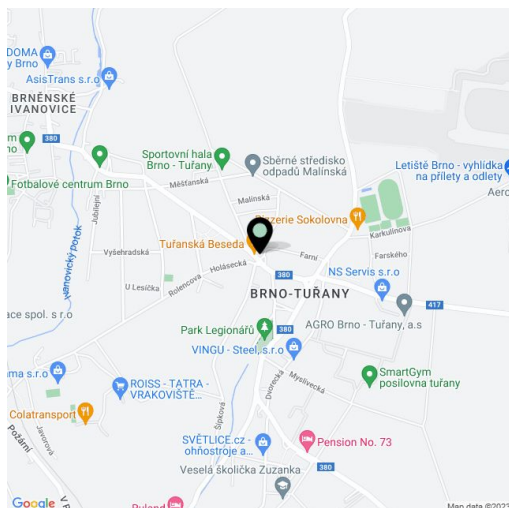 DOMA
y Brno
AsisTrans s.r.o
BRNĚNSKÉ
IVANOVICE
380
Sportovní hala
Brno - Tuřany
Sběrné středisko
odpadů Malínská
Letiště Brno - vyhlídka
na přílety a odlety
Fotbalové centrum Brno
Měšťanská
Malínská
Jubilejní
Ivanovický potok
Pizzerie Sokolovna
Karkulínova
Tuřanská Beseda
Farní
Farského
Vyšehradská
Holásecká
U Lesíčka
Rolencova
380
NS Servis s.r.o
BRNO-TUŘANY
417
ace spol. s r.o
Park Legionářů
380
AGRO Brno - Tuřany, a.s
VINGU - Steel, s.r.o
ma s.r.o
ROISS - TATRA -
VRAKOVIŠTĚ...
Dvorecká
Myslivecká
SmartGym
posilovna tuřany
Colatransport
Šípková
Javorová
Požární
SVĚTLICE.cz -
ohňostroje a...
Pension No. 73
380
Veselá školička Zuzanka
Google
Map data ©2023